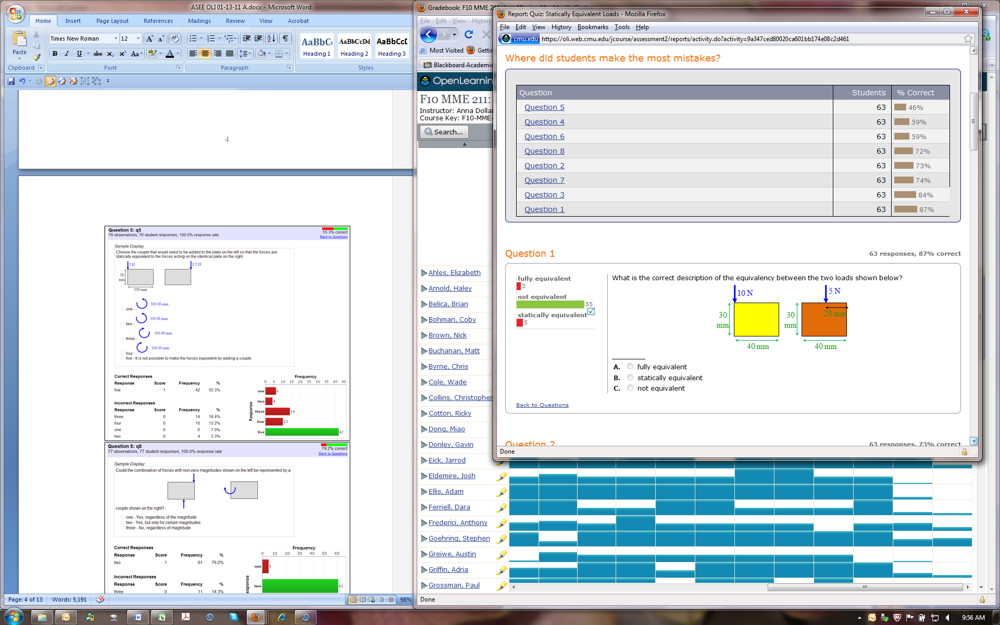 ASEE OLI 01-13-11 A.docx - Microsoft Word
Home Insert Page Layout References Mailings Review View Acrobat
Paste
Times New Roman 12
AaBbC AaBbCcDd AaBbCcD
Heading 1 Heading 2 Heading 3
Clipboard Font Paragraph Styles
4
Question 5: q5
76 observations, 76 student responses, 100.0% response rate
55.3% correct
Back to Questions
Sample Display:
Choose the couple that would need to be added to the plate on the left so that the forces are
statically equivalent to the forces acting on the identical plate on the right.
5 N 2.5 N
50
mm
100 mm
one - 500 N-mm
two - 100 N-mm
three - 500 N-mm
four - 100 N-mm
five - It is not possible to make the forces equivalent by adding a couple
Correct Responses
Response Score Frequency %
five 1 42 55.3%
Incorrect Responses
Response Score Frequency %
three 0 14 18.4%
four 0 10 13.2%
one 0 6 7.9%
two 0 4 5.3%
Frequency
0 5 10 15 20 25 30 35 40 45
Response
one 6
two 4
three 14
four 10
five 42
Question 8: q8
77 observations, 77 student responses, 100.0% response rate
79.2% correct
Back to Questions
Sample Display:
Could the combination of forces with non-zero magnitudes shown on the left be represented by a
couple shown on the right? -
one - Yes, regardless of the magnitude
two - Yes, but only for certain magnitudes
three - No, regardless of magnitude
Correct Responses
Response Score Frequency %
two 1 61 79.2%
Incorrect Responses
Response Score Frequency %
three 0 11 14.3%
Frequency
0 10 20 30 40 50 60
one 5
two 61
Page: 4 of 13 Words: 5,191 98%
Gradebook: F10 MME 211
File Edit View History
Most Visited
Blackboard Academic
OpenLearnin
F10 MME 211:
Instructor: Anna Dollar
Course Key: F10-MME-
Search...
Ahles, Elizabeth
Arnold, Haley
Belica, Brian
Bohman, Coby
Brown, Nick
Buchanan, Matt
Byrne, Chris
Cole, Wade
Collins, Christopher
Cotton, Ricky
Dong, Miao
Donley, Gavin
Eick, Jarrod
Eldemire, Josh
Ellis, Adam
Ferriell, Dara
Frederici, Anthony
Goehring, Stephen
Greiwe, Austin
Griffin, Adria
Grossman, Paul
Done
Report: Quiz: Statically Equivalent Loads - Mozilla Firefox
File Edit View History Bookmarks Tools Help
cmu.edu https://oli.web.cmu.edu/jcourse/assessment2/reports/activity.do?activity=9a347ced80020ca601bb174e08c2d461
Where did students make the most mistakes?
Question Students % Correct
Question 5 63 46%
Question 4 63 59%
Question 6 63 59%
Question 8 63 72%
Question 2 63 73%
Question 7 63 74%
Question 3 63 84%
Question 1 63 87%
Question 1
63 responses, 87% correct
fully equivalent
3
not equivalent
55
statically equivalent
5
What is the correct description of the equivalency between the two loads shown below?
10 N 5 N
30
mm
40 mm
30
mm
20 mm
40 mm
A. fully equivalent
B. statically equivalent
C. not equivalent
Back to Questions
Question 2
63 responses, 73% correct
Done
9:56 AM